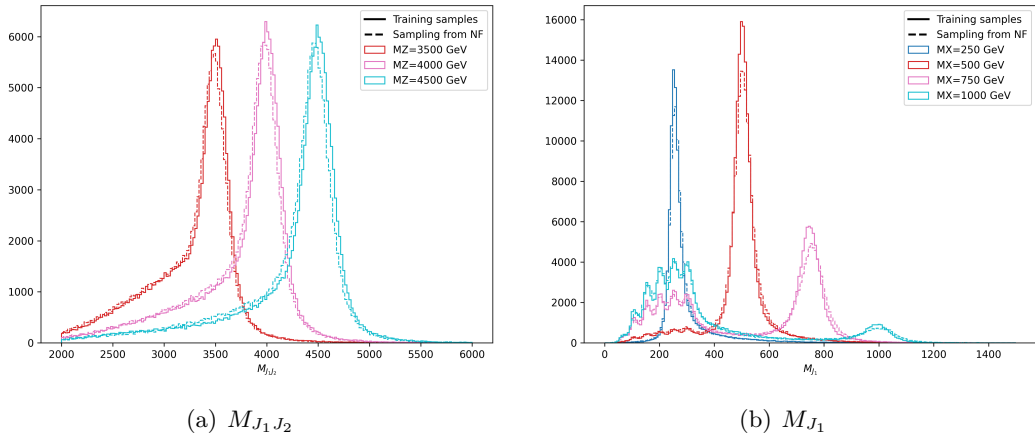 Training samples
Sampling from NF
MZ=3500 GeV
MZ=4000 GeV
MZ=4500 GeV
6000
5000
4000
3000
2000
1000
0
2000 2500 3000 3500 4000 4500 5000 5500 6000
M_{J_1J_2}
(a) M_{J_1J_2}
Training samples
Sampling from NF
MX=250 GeV
MX=500 GeV
MX=750 GeV
MX=1000 GeV
16000
14000
12000
10000
8000
6000
4000
2000
0
0 200 400 600 800 1000 1200 1400
M_{J_1}
(b) M_{J_1}